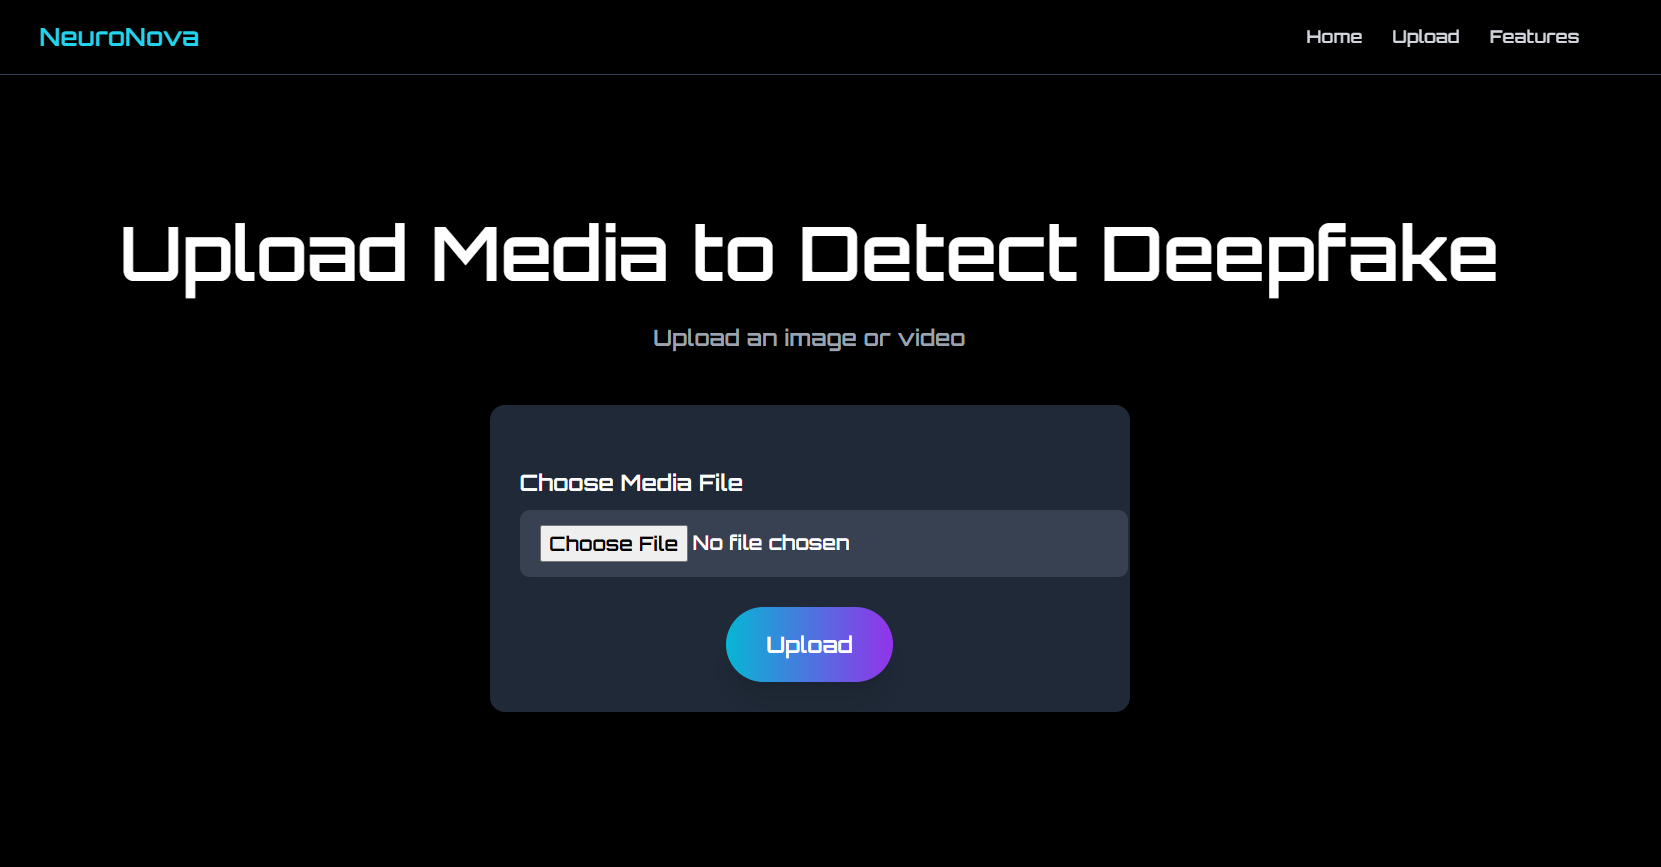 NeuroNova
Home Upload Features
Upload Media to Detect Deepfake
Upload an image or video
Choose Media File
Choose File No file chosen
Upload